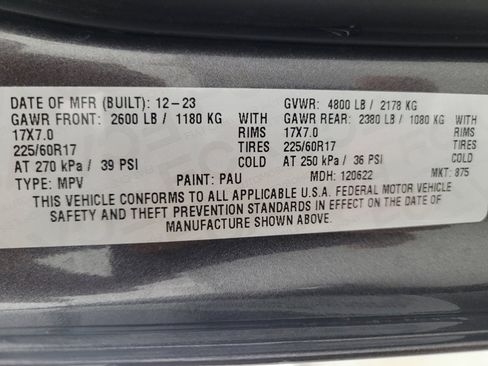 DATE OF MFR (BUILT): 12-23 GVWR: 4800 LB / 2178 KG
GAWR FRONT: 2600 LB / 1180 KG WITH GAWR REAR: 2380 LB / 1080 KG WITH
17X7.0 RIMS 17X7.0 RIMS
225/60R17 TIRES 225/60R17 TIRES
AT 270 kPa / 39 PSI COLD AT 250 kPa / 36 PSI COLD
TYPE: MPV PAINT: PAU MDH: 120622 MKT: 875
THIS VEHICLE CONFORMS TO ALL APPLICABLE U.S.A. FEDERAL MOTOR VEHICLE
SAFETY AND THEFT PREVENTION STANDARDS IN EFFECT ON THE DATE OF
MANUFACTURE SHOWN ABOVE.